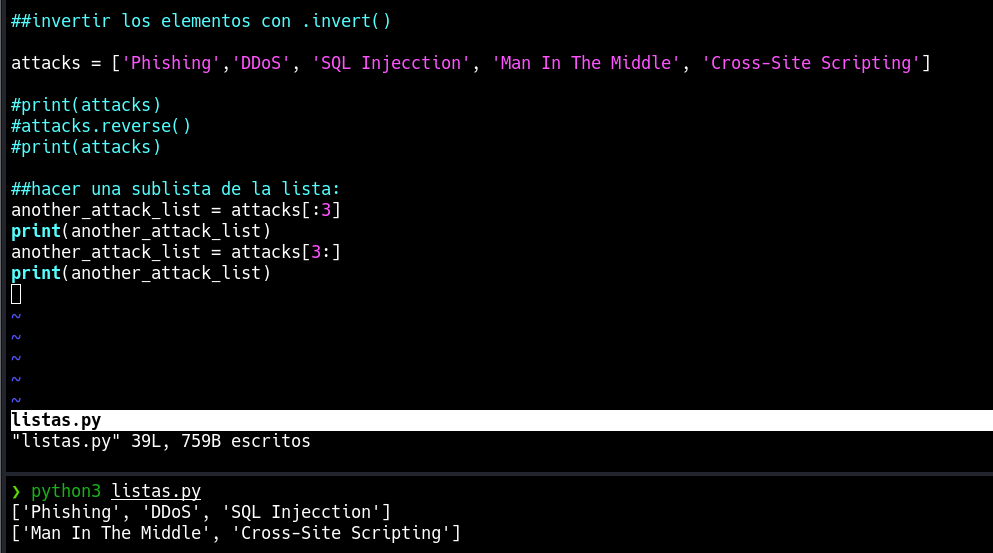 ##invertir los elementos con .invert()
attacks = ['Phishing','DDoS', 'SQL Injecction', 'Man In The Middle', 'Cross-Site Scripting']
#print(attacks)
#attacks.reverse()
#print(attacks)
##hacer una sublista de la lista:
another_attack_list = attacks[:3]
print(another_attack_list)
another_attack_list = attacks[3:]
print(another_attack_list)
~
~
~
~
~
listas.py
"listas.py" 39L, 759B escritos
❯ python3 listas.py
['Phishing', 'DDoS', 'SQL Injecction']
['Man In The Middle', 'Cross-Site Scripting']